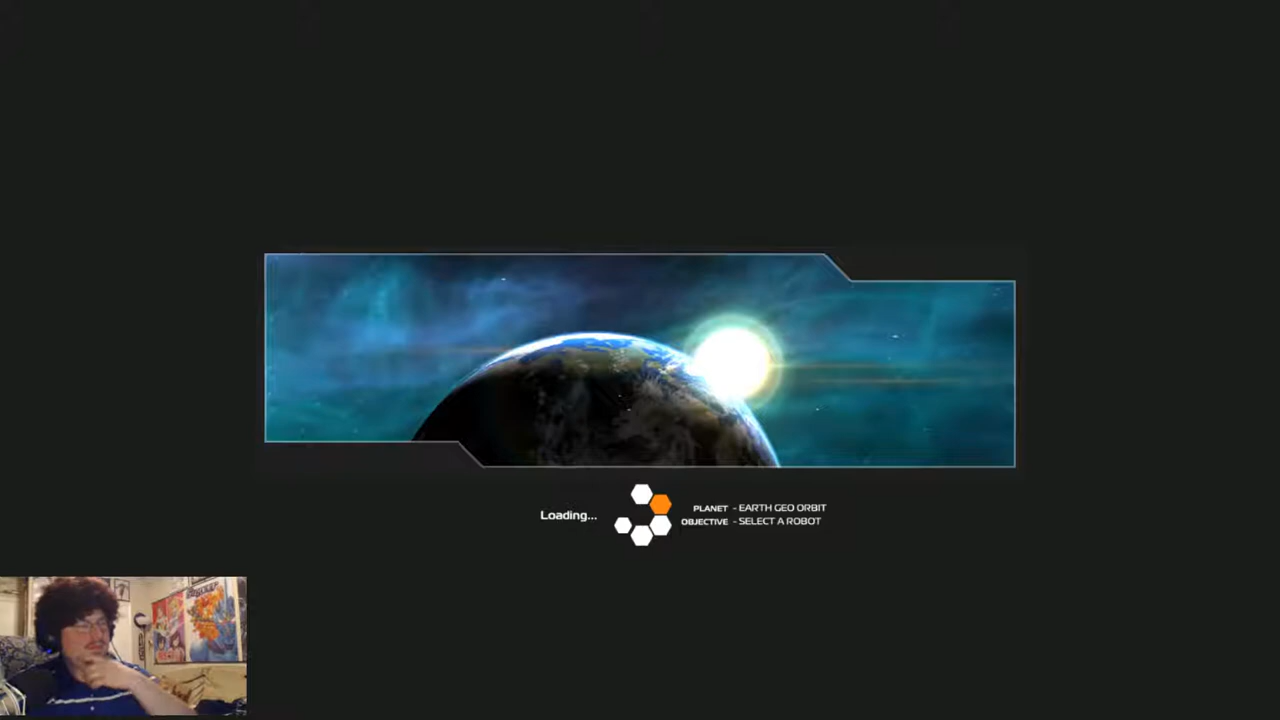 Loading...
PLANET - EARTH GEO ORBIT
OBJECTIVE - SELECT A ROBOT